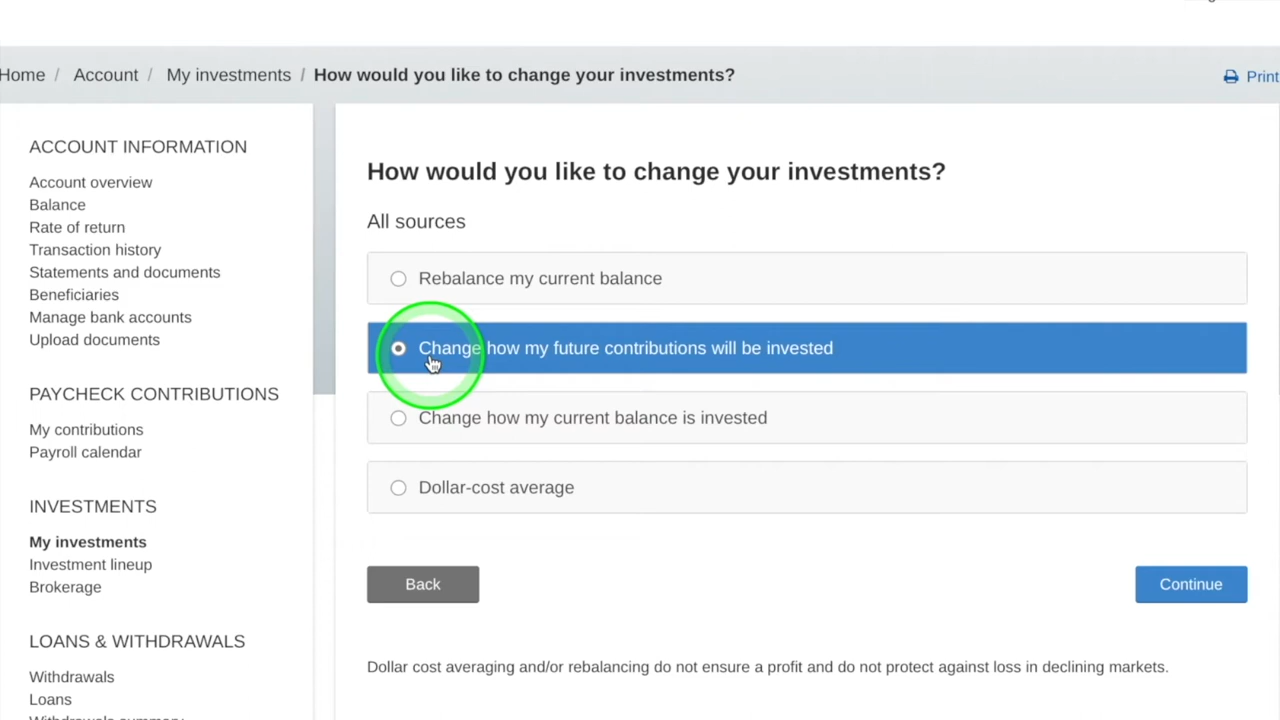 Home / Account / My investments / How would you like to change your investments?
Print
ACCOUNT INFORMATION
Account overview
Balance
Rate of return
Transaction history
Statements and documents
Beneficiaries
Manage bank accounts
Upload documents
PAYCHECK CONTRIBUTIONS
My contributions
Payroll calendar
INVESTMENTS
My investments
Investment lineup
Brokerage
LOANS & WITHDRAWALS
Withdrawals
Loans
Withdrawals summary
How would you like to change your investments?
All sources
Rebalance my current balance
Change how my future contributions will be invested
Change how my current balance is invested
Dollar-cost average
Back
Continue
Dollar cost averaging and/or rebalancing do not ensure a profit and do not protect against loss in declining markets.